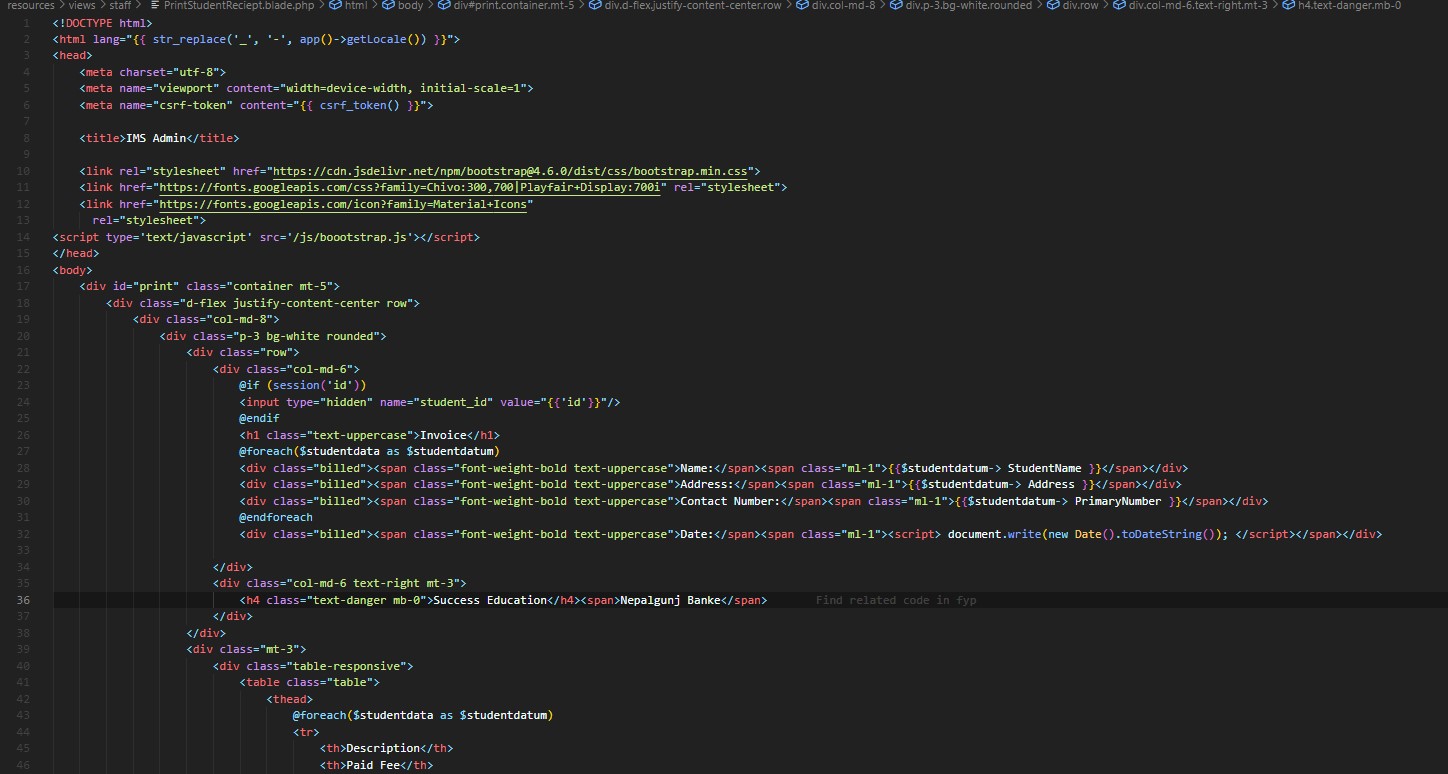 resources > views > staff > PrintStudentReciept.blade.php > html > body > div#print.container.mt-5 > div.d-flex.justify-content-center.row > div.col-md-8 > div.p-3.bg-white.rounded > div.row > div.col-md-6.text-right.mt-3 > h4.text-danger.mb-0
1 <!DOCTYPE html>
2 <html lang="{{ str_replace('_', '-', app()->getLocale()) }}">
3 <head>
4 <meta charset="utf-8">
5 <meta name="viewport" content="width=device-width, initial-scale=1">
6 <meta name="csrf-token" content="{{ csrf_token() }}">
7
8 <title>IMS Admin</title>
9
10 <link rel="stylesheet" href="https://cdn.jsdelivr.net/npm/bootstrap@4.6.0/dist/css/bootstrap.min.css">
11 <link href="https://fonts.googleapis.com/css?family=Chivo:300,700|Playfair+Display:700i" rel="stylesheet">
12 <link href="https://fonts.googleapis.com/icon?family=Material+Icons"
13 rel="stylesheet">
14 <script type='text/javascript' src='/js/boootstrap.js'></script>
15 </head>
16 <body>
17 <div id="print" class="container mt-5">
18 <div class="d-flex justify-content-center row">
19 <div class="col-md-8">
20 <div class="p-3 bg-white rounded">
21 <div class="row">
22 <div class="col-md-6">
23 @if (session('id'))
24 <input type="hidden" name="student_id" value="{{'id'}}"/>
25 @endif
26 <h1 class="text-uppercase">Invoice</h1>
27 @foreach($studentdata as $studentdatum)
28 <div class="billed"><span class="font-weight-bold text-uppercase">Name:</span><span class="ml-1">{{$studentdatum-> StudentName }}</span></div>
29 <div class="billed"><span class="font-weight-bold text-uppercase">Address:</span><span class="ml-1">{{$studentdatum-> Address }}</span></div>
30 <div class="billed"><span class="font-weight-bold text-uppercase">Contact Number:</span><span class="ml-1">{{$studentdatum-> PrimaryNumber }}</span></div>
31 @endforeach
32 <div class="billed"><span class="font-weight-bold text-uppercase">Date:</span><span class="ml-1"><script> document.write(new Date().toDateString()); </script></span></div>
33
34 </div>
35 <div class="col-md-6 text-right mt-3">
36 <h4 class="text-danger mb-0">Success Education</h4><span>Nepalgunj Banke</span> Find related code in fyp
37 </div>
38 </div>
39 <div class="mt-3">
40 <div class="table-responsive">
41 <table class="table">
42 <thead>
43 @foreach($studentdata as $studentdatum)
44 <tr>
45 <th>Description</th>
46 <th>Paid Fee</th>